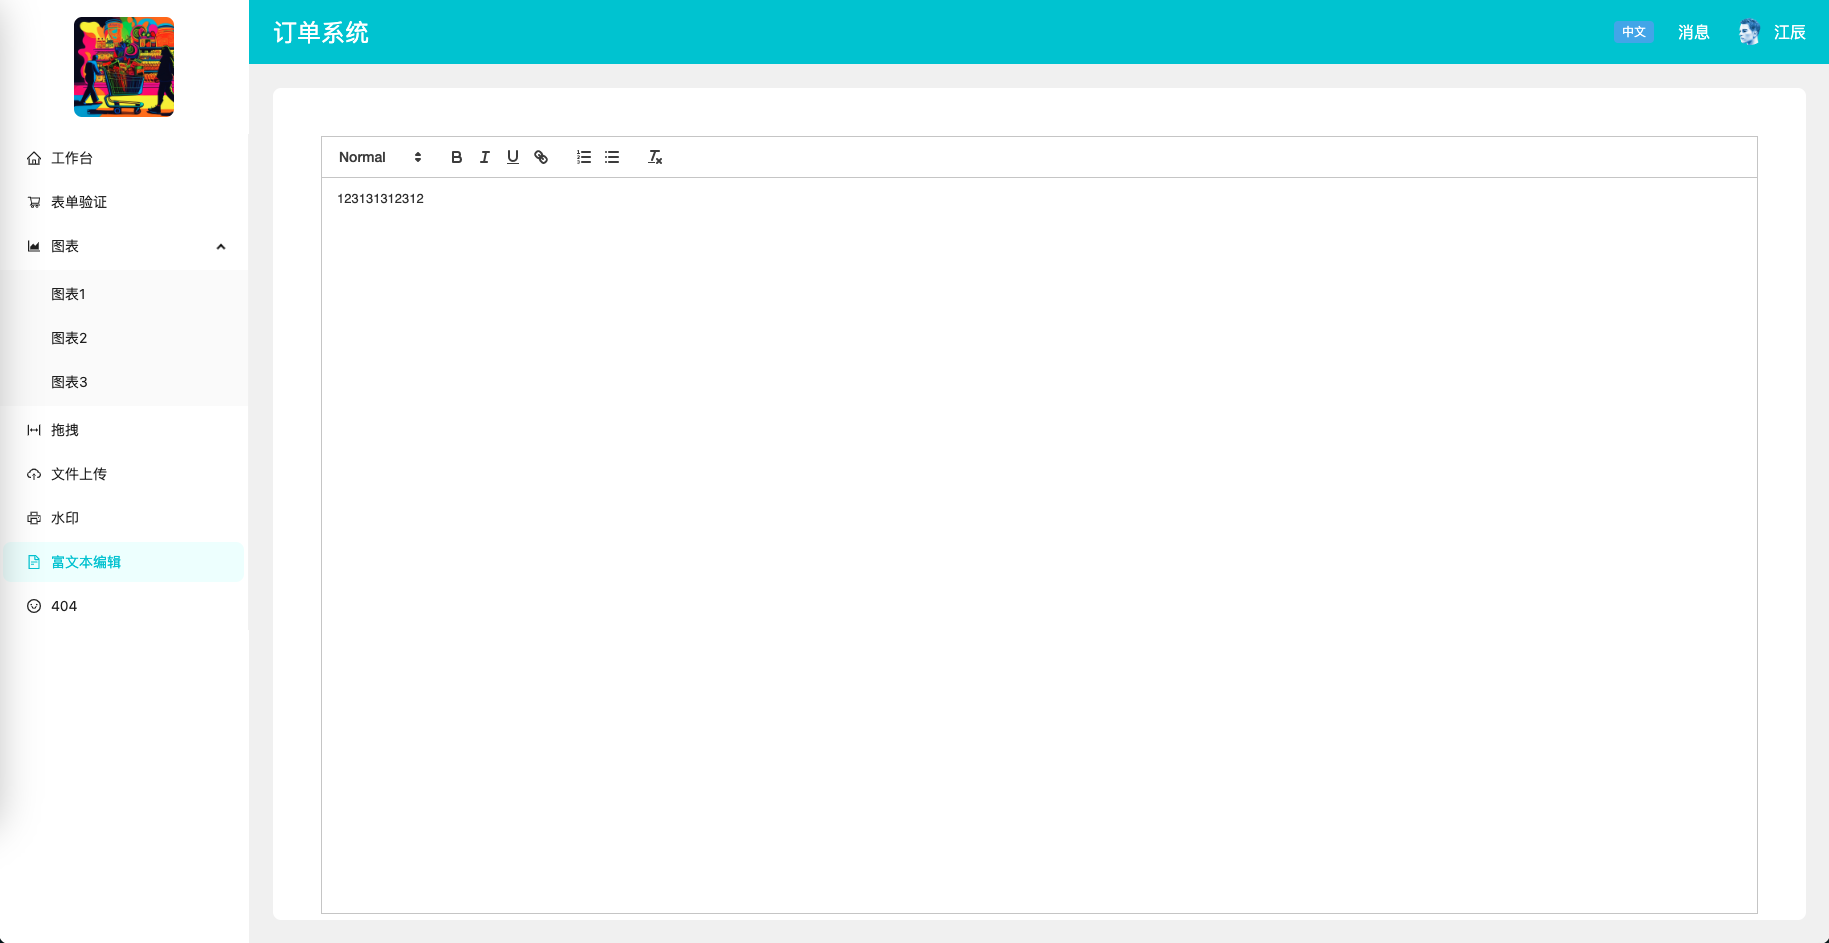 订单系统
中文
消息
江辰
工作台
表单验证
图表
图表1
图表2
图表3
拖拽
文件上传
水印
富文本编辑
404
Normal
123131312312